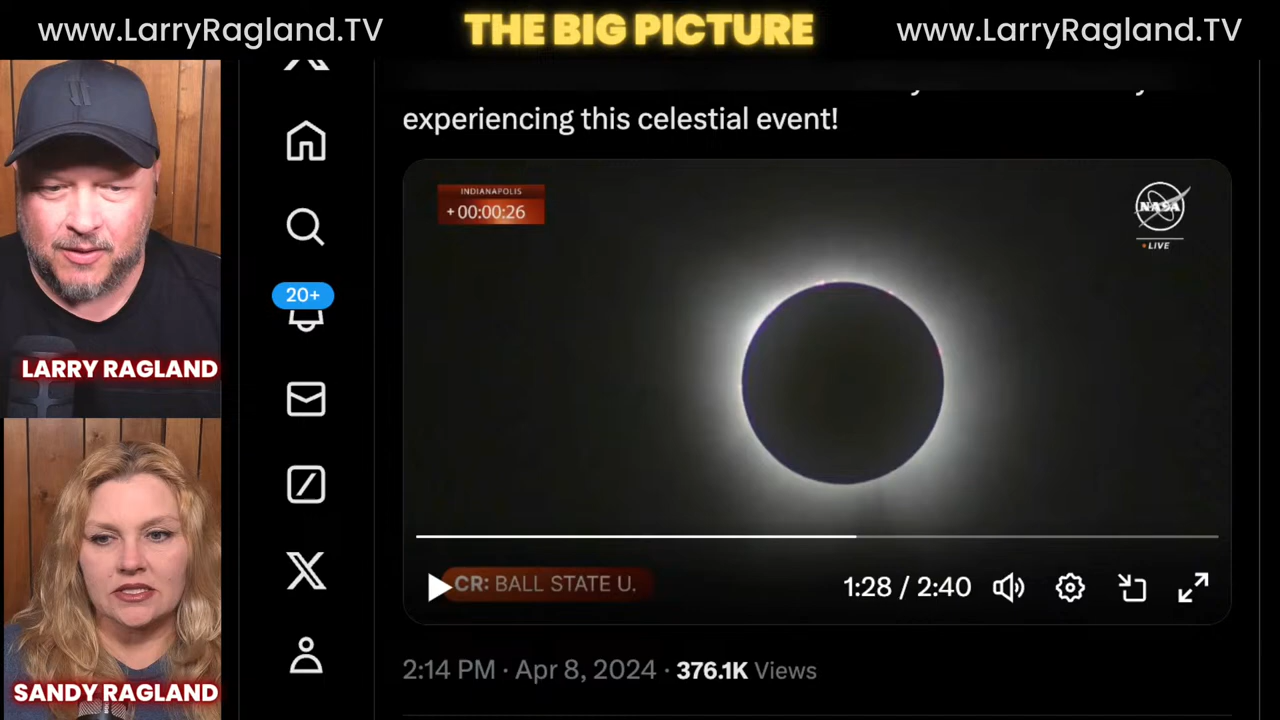 www.LarryRagland.TV
THE BIG PICTURE
www.LarryRagland.TV
experiencing this celestial event!
INDIANAPOLIS
+00:00:26
NASA
LIVE
20+
LARRY RAGLAND
CR: BALL STATE U.
1:28 / 2:40
2:14 PM · Apr 8, 2024 · 376.1K Views
SANDY RAGLAND